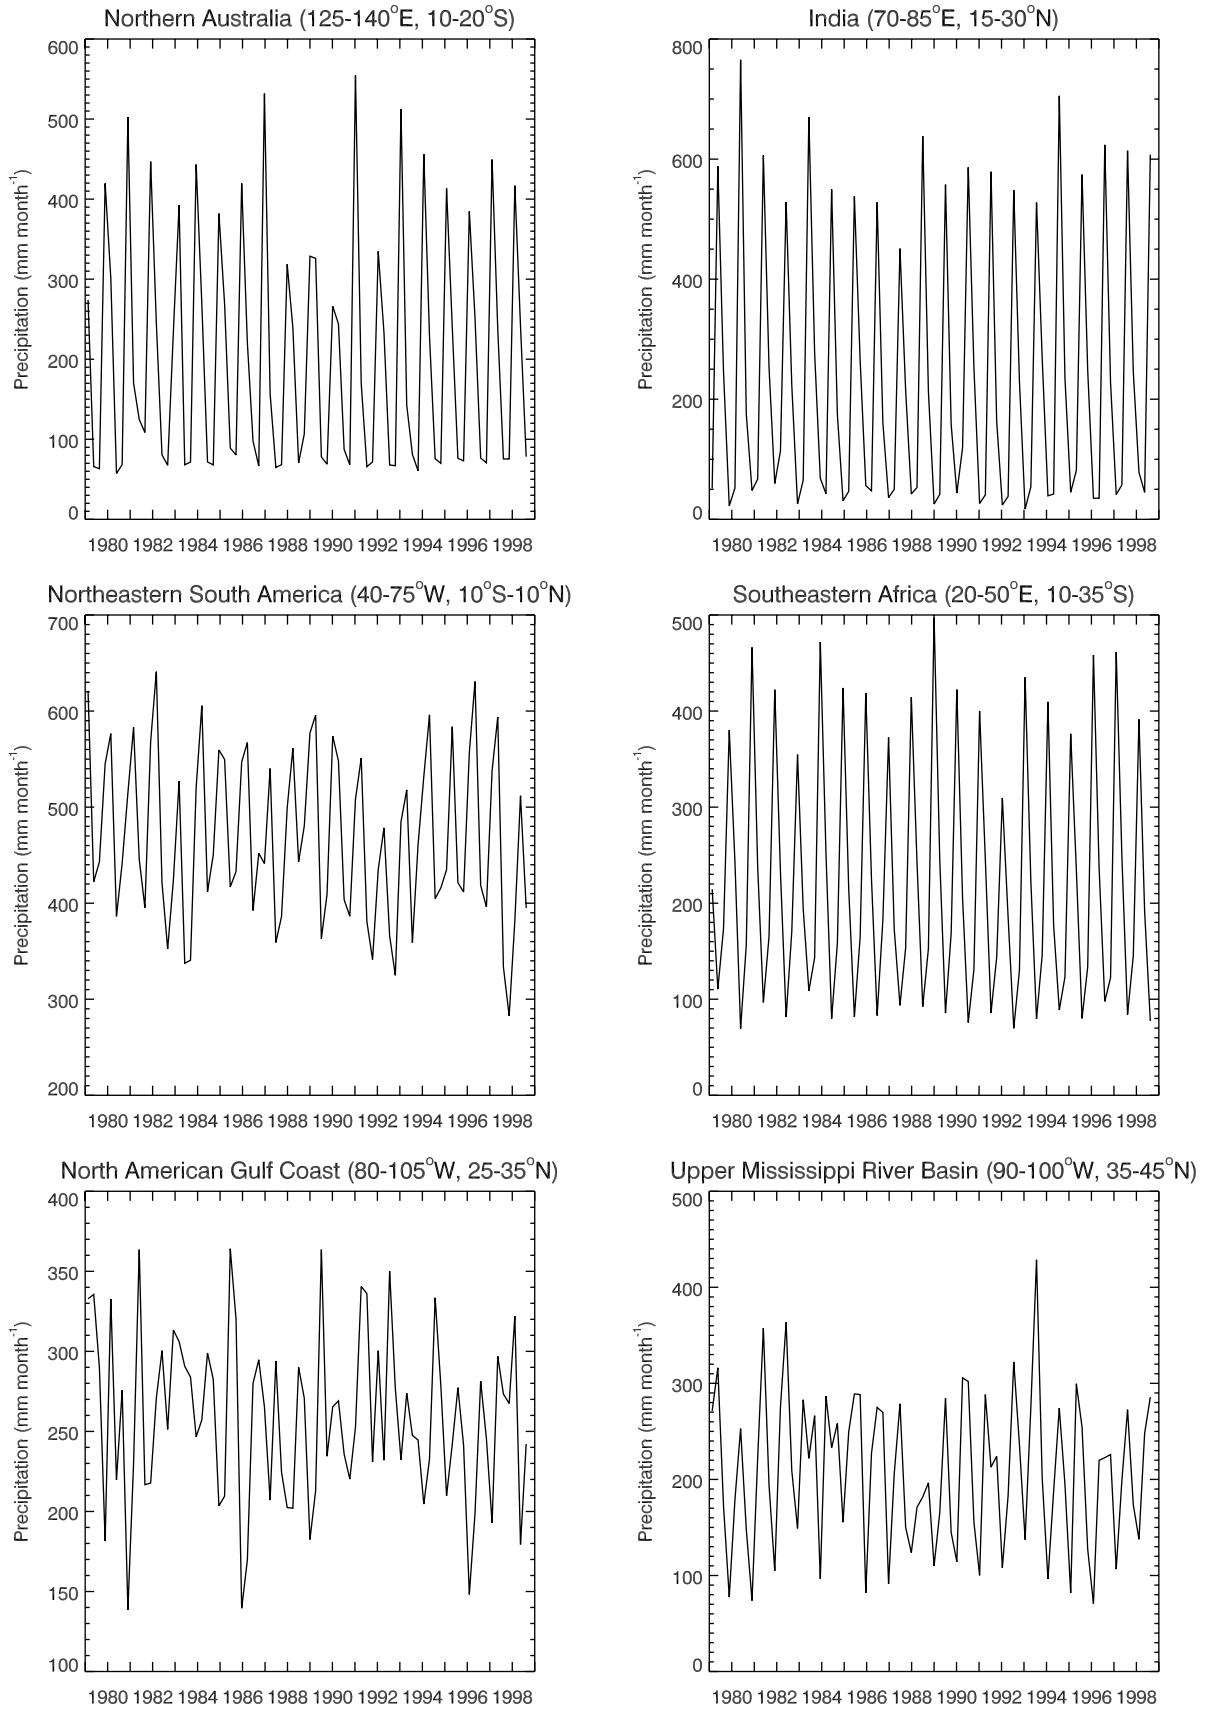 Northern Australia (125-140°E, 10-20°S)
600
500
400
300
200
100
0
Precipitation (mm month⁻¹)
1980 1982 1984 1986 1988 1990 1992 1994 1996 1998
India (70-85°E, 15-30°N)
800
600
400
200
0
Precipitation (mm month⁻¹)
1980 1982 1984 1986 1988 1990 1992 1994 1996 1998
Northeastern South America (40-75°W, 10°S-10°N)
700
600
500
400
300
200
Precipitation (mm month⁻¹)
1980 1982 1984 1986 1988 1990 1992 1994 1996 1998
Southeastern Africa (20-50°E, 10-35°S)
500
400
300
200
100
0
Precipitation (mm month⁻¹)
1980 1982 1984 1986 1988 1990 1992 1994 1996 1998
North American Gulf Coast (80-105°W, 25-35°N)
400
350
300
250
200
150
100
Precipitation (mm month⁻¹)
1980 1982 1984 1986 1988 1990 1992 1994 1996 1998
Upper Mississippi River Basin (90-100°W, 35-45°N)
500
400
300
200
100
0
Precipitation (mm month⁻¹)
1980 1982 1984 1986 1988 1990 1992 1994 1996 1998